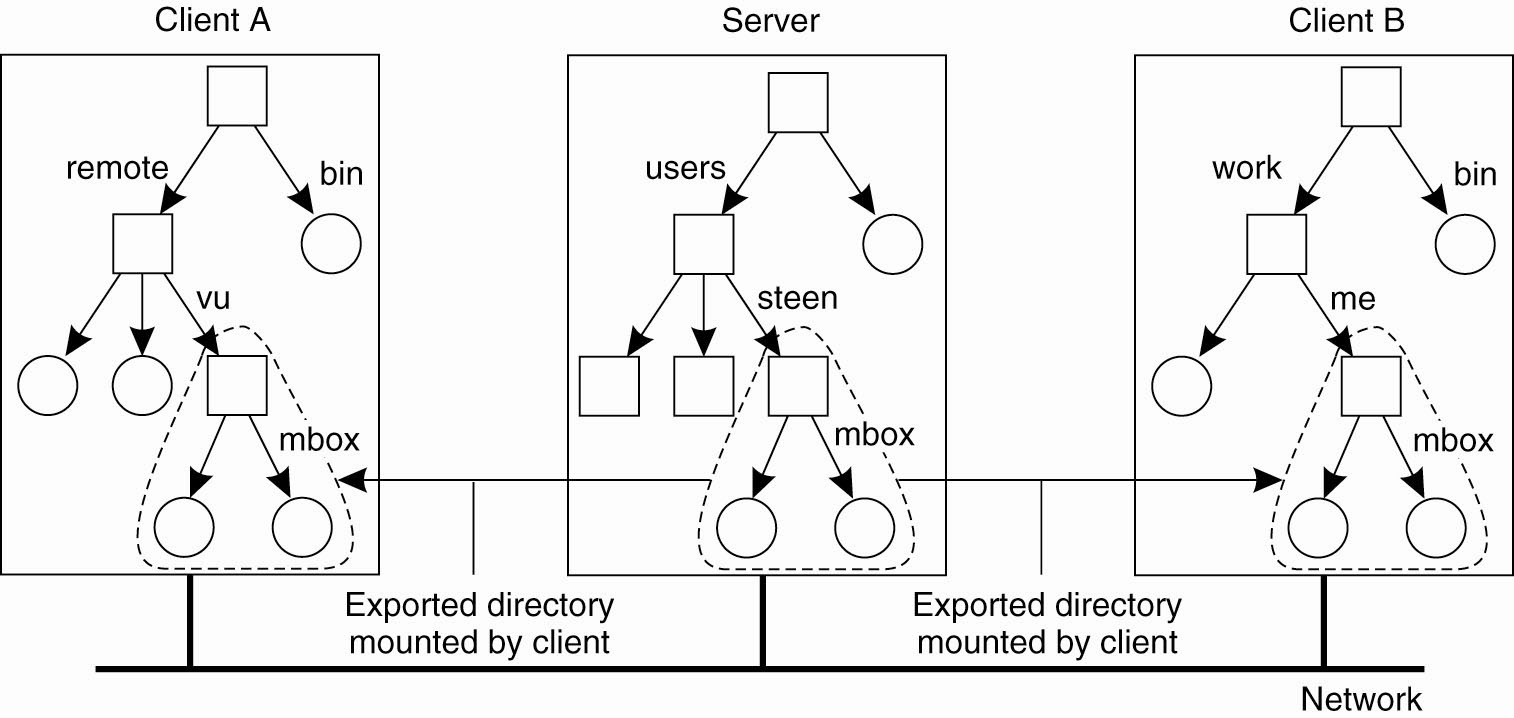 Client A
Server
Client B
remote
bin
users
work
bin
vu
steen
me
mbox
mbox
mbox
Exported directory
mounted by client
Exported directory
mounted by client
Network